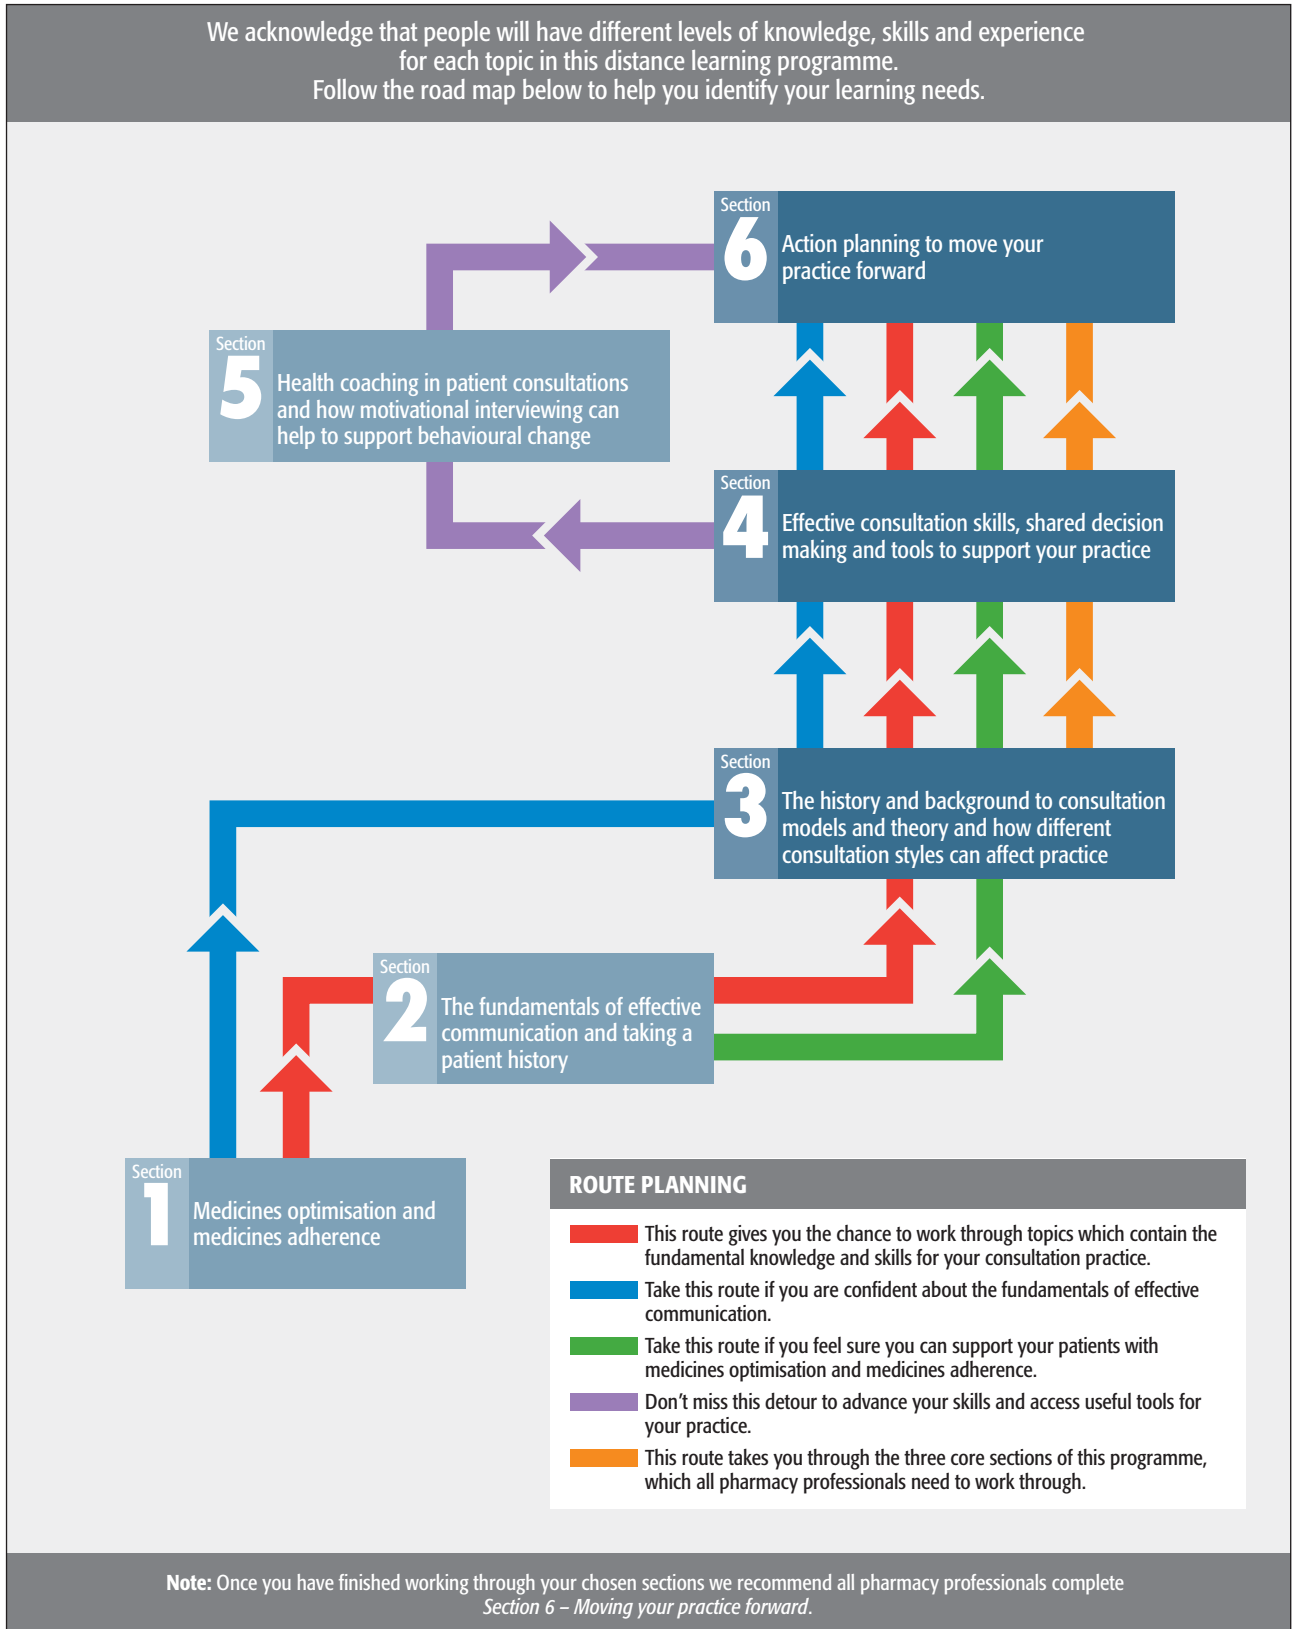 We acknowledge that people will have different levels of knowledge, skills and experience
for each topic in this distance learning programme.
Follow the road map below to help you identify your learning needs.
Section
6
Action planning to move your
practice forward
Section
5
Health coaching in patient consultations
and how motivational interviewing can
help to support behavioural change
Section
4
Effective consultation skills, shared decision
making and tools to support your practice
Section
3
The history and background to consultation
models and theory and how different
consultation styles can affect practice
Section
2
The fundamentals of effective
communication and taking a
patient history
Section
1
Medicines optimisation and
medicines adherence
ROUTE PLANNING
This route gives you the chance to work through topics which contain the
fundamental knowledge and skills for your consultation practice.
Take this route if you are confident about the fundamentals of effective
communication.
Take this route if you feel sure you can support your patients with
medicines optimisation and medicines adherence.
Don't miss this detour to advance your skills and access useful tools for
your practice.
This route takes you through the three core sections of this programme,
which all pharmacy professionals need to work through.
Note: Once you have finished working through your chosen sections we recommend all pharmacy professionals complete
Section 6 – Moving your practice forward.